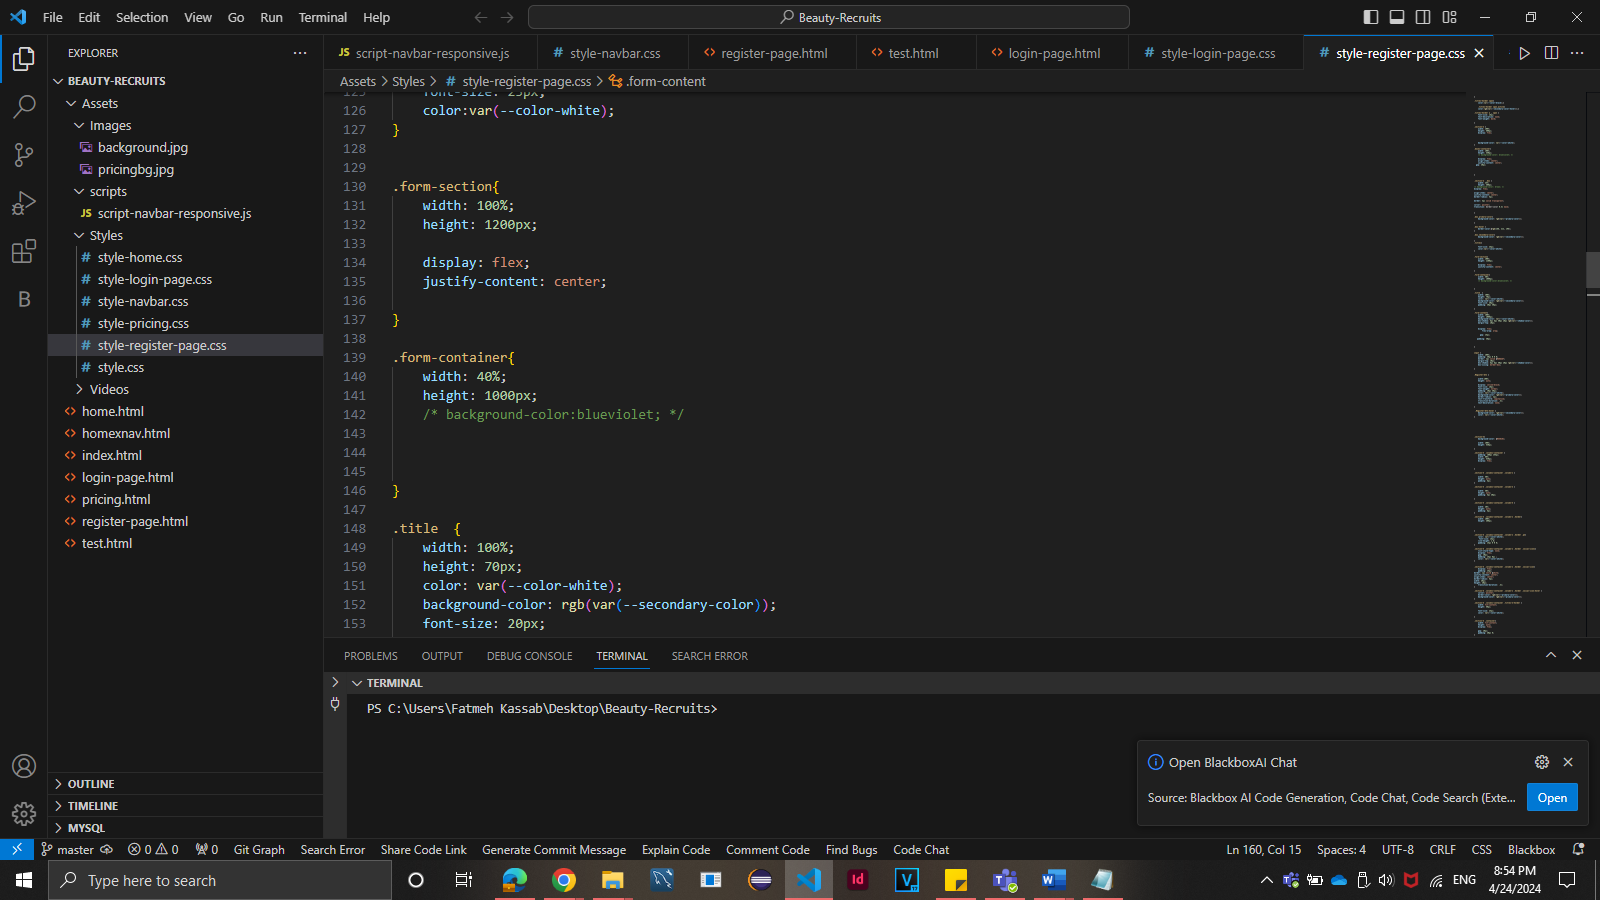 File Edit Selection View Go Run Terminal Help
Beauty-Recruits
EXPLORER
BEAUTY-RECRUITS
Assets
Images
background.jpg
pricingbg.jpg
scripts
JS script-navbar-responsive.js
Styles
# style-home.css
# style-login-page.css
# style-navbar.css
# style-pricing.css
# style-register-page.css
# style.css
Videos
<> home.html
<> homexnav.html
<> index.html
<> login-page.html
<> pricing.html
<> register-page.html
<> test.html
OUTLINE
TIMELINE
MYSQL
JS script-navbar-responsive.js # style-navbar.css <> register-page.html <> test.html <> login-page.html # style-login-page.css # style-register-page.css
Assets > Styles > # style-register-page.css > .form-content
125 font-size: 25px;
126 color:var(--color-white);
127 }
128
129
130 .form-section{
131 width: 100%;
132 height: 1200px;
133
134 display: flex;
135 justify-content: center;
136
137 }
138
139 .form-container{
140 width: 40%;
141 height: 1000px;
142 /* background-color:blueviolet; */
143
144
145
146 }
147
148 .title {
149 width: 100%;
150 height: 70px;
151 color: var(--color-white);
152 background-color: rgb(var(--secondary-color));
153 font-size: 20px;
PROBLEMS OUTPUT DEBUG CONSOLE TERMINAL SEARCH ERROR
TERMINAL
PS C:\Users\Fatmeh Kassab\Desktop\Beauty-Recruits>
Open BlackboxAI Chat
Source: Blackbox AI Code Generation, Code Chat, Code Search (Exte...
Open
master 0 0 0 Git Graph Search Error Share Code Link Generate Commit Message Explain Code Comment Code Find Bugs Code Chat Ln 160, Col 15 Spaces: 4 UTF-8 CRLF CSS Blackbox
Type here to search
ENG
8:54 PM
4/24/2024